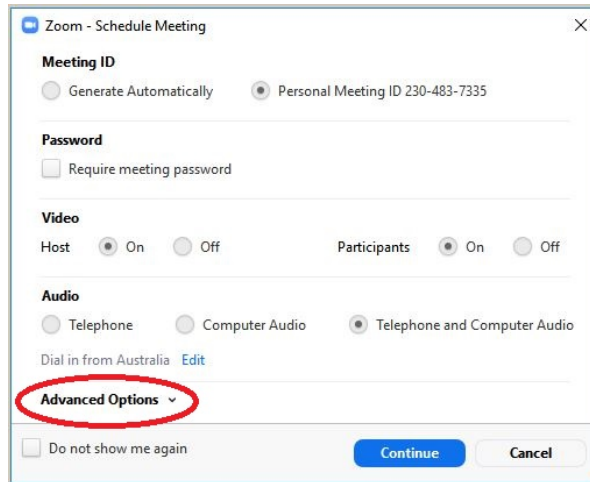 Zoom - Schedule Meeting
Meeting ID
Generate Automatically Personal Meeting ID 230-483-7335
Password
Require meeting password
Video
Host On Off Participants On Off
Audio
Telephone Computer Audio Telephone and Computer Audio
Dial in from Australia Edit
Advanced Options
Do not show me again Continue Cancel